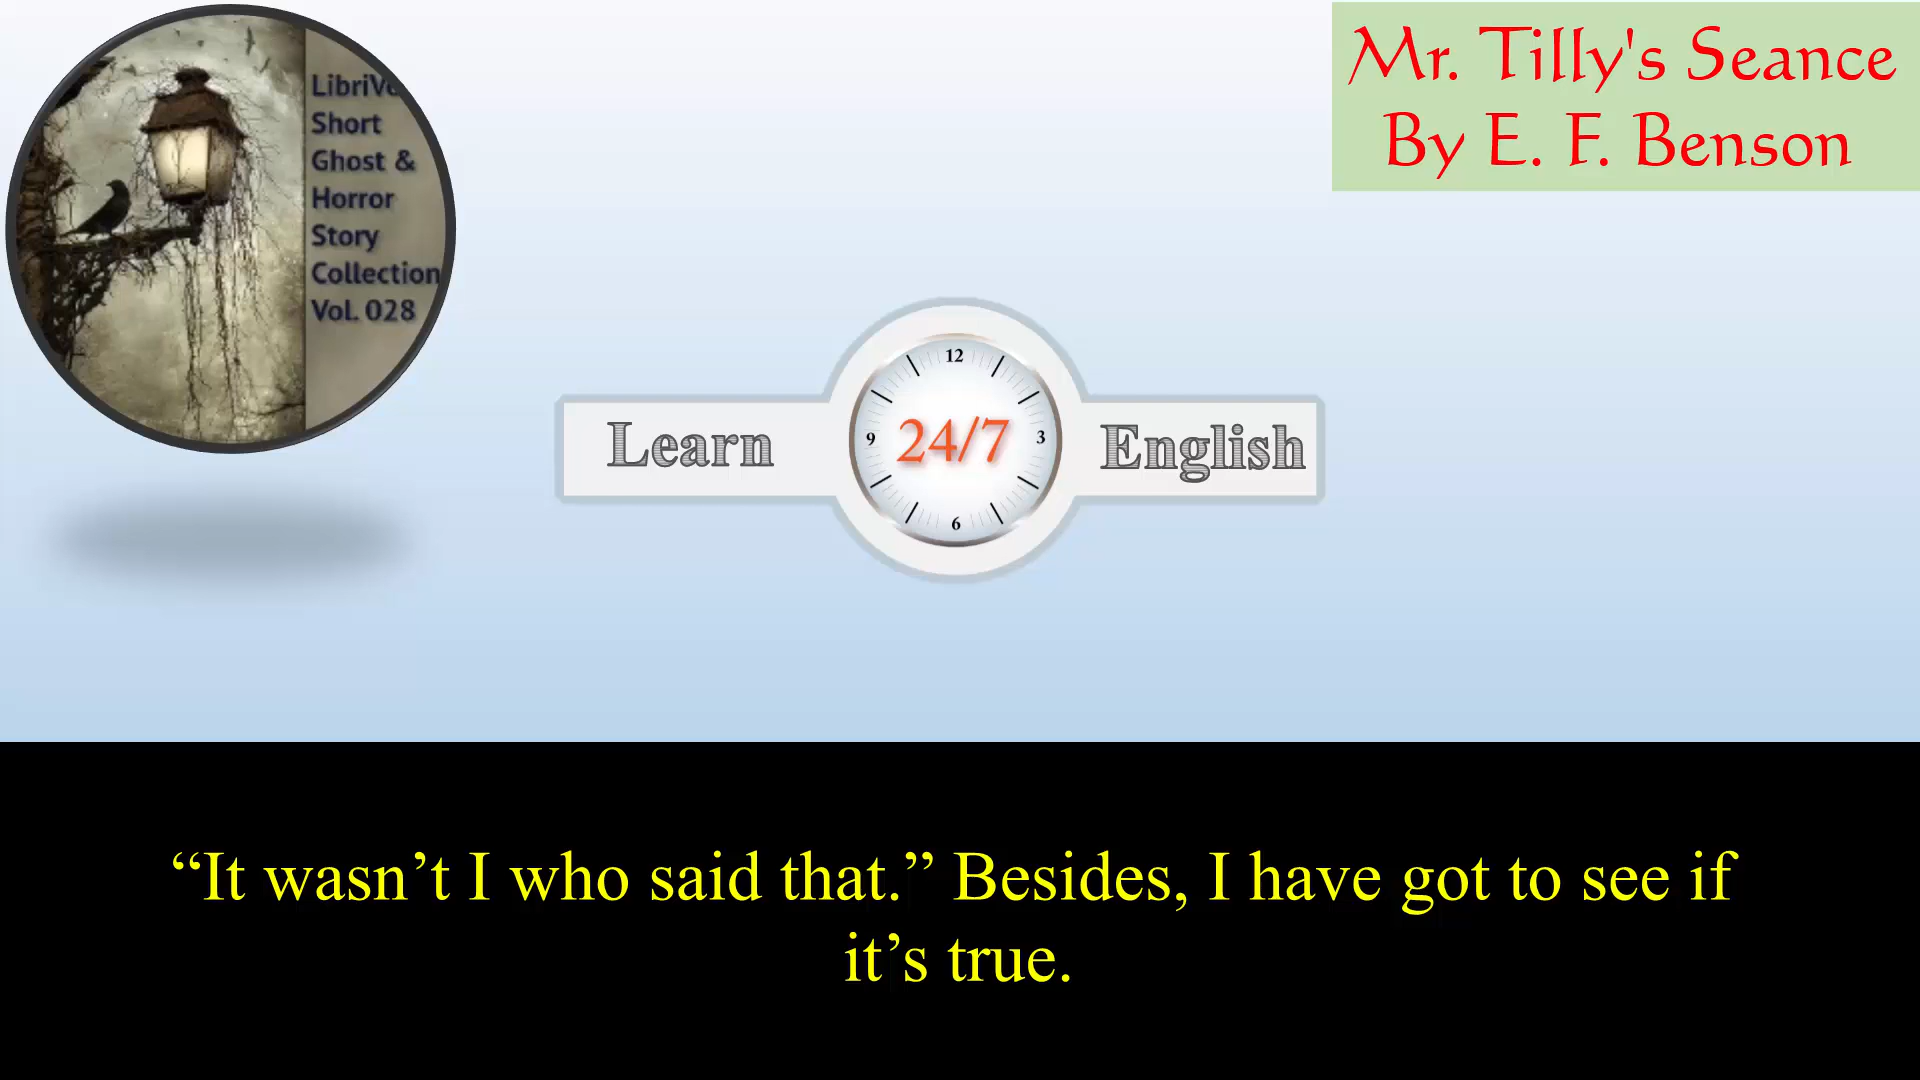 LibriVo
Short
Ghost &
Horror
Story
Collection
Vol. 028
Mr. Tilly's Seance
By E. F. Benson
12
9
3
6
Learn
24/7
English
“It wasn’t I who said that.” Besides, I have got to see if
it’s true.